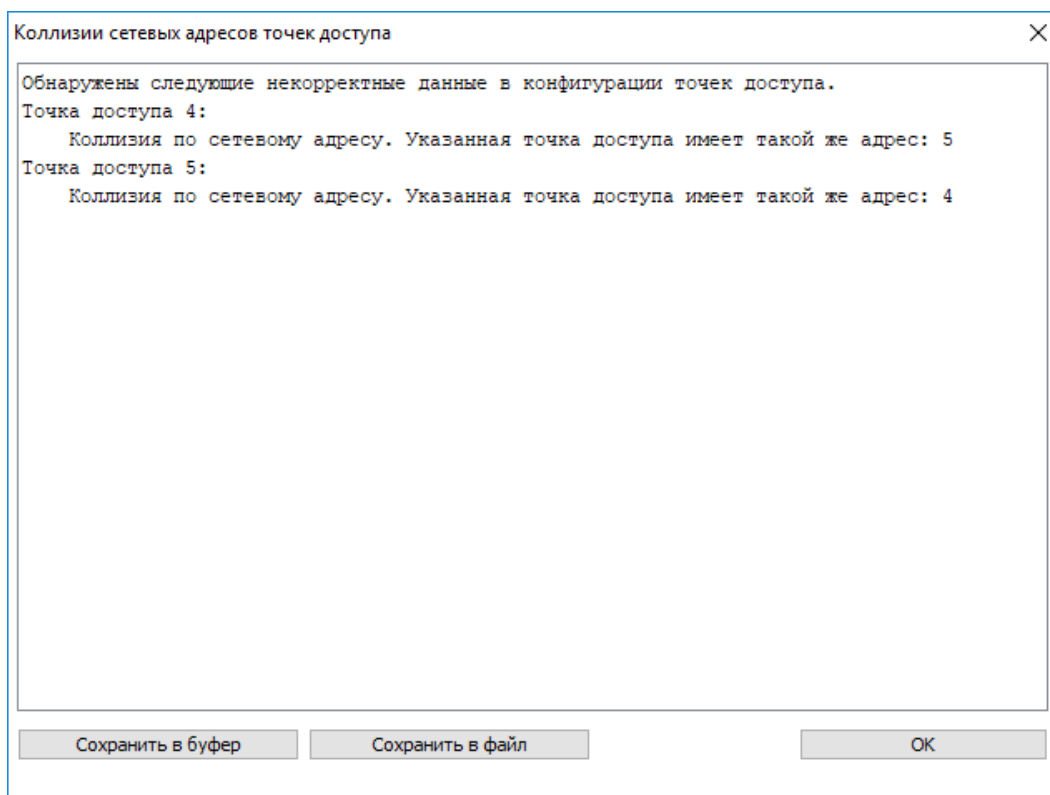 Коллизии сетевых адресов точек доступа
Обнаружены следующие некорректные данные в конфигурации точек доступа.
Точка доступа 4:
Коллизия по сетевому адресу. Указанная точка доступа имеет такой же адрес: 5
Точка доступа 5:
Коллизия по сетевому адресу. Указанная точка доступа имеет такой же адрес: 4
Сохранить в буфер
Сохранить в файл
OK